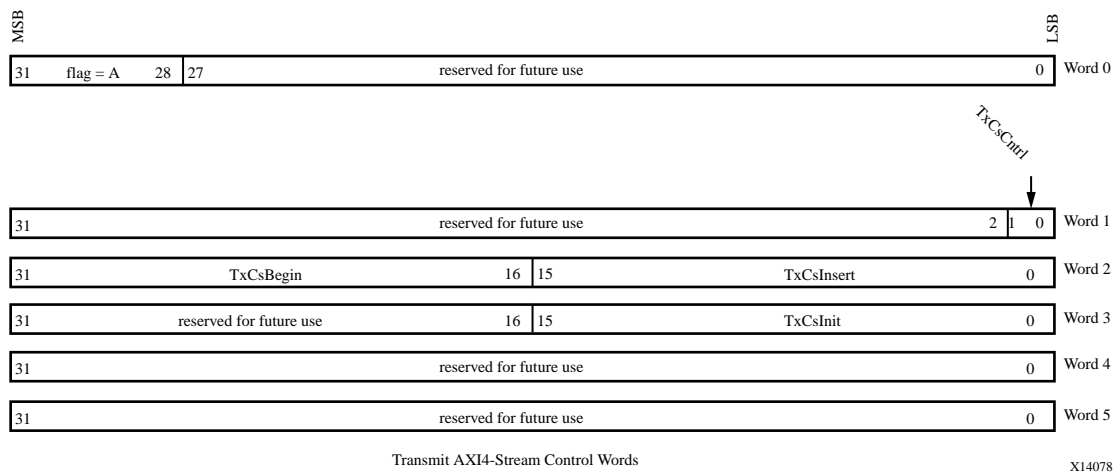 MSB
LSB
31 flag = A 28 27 reserved for future use 0 Word 0
TxCsCntrl
31 reserved for future use 2 1 0 Word 1
31 TxCsBegin 16 15 TxCsInsert 0 Word 2
31 reserved for future use 16 15 TxCsInit 0 Word 3
31 reserved for future use 0 Word 4
31 reserved for future use 0 Word 5
Transmit AXI4-Stream Control Words
X14078